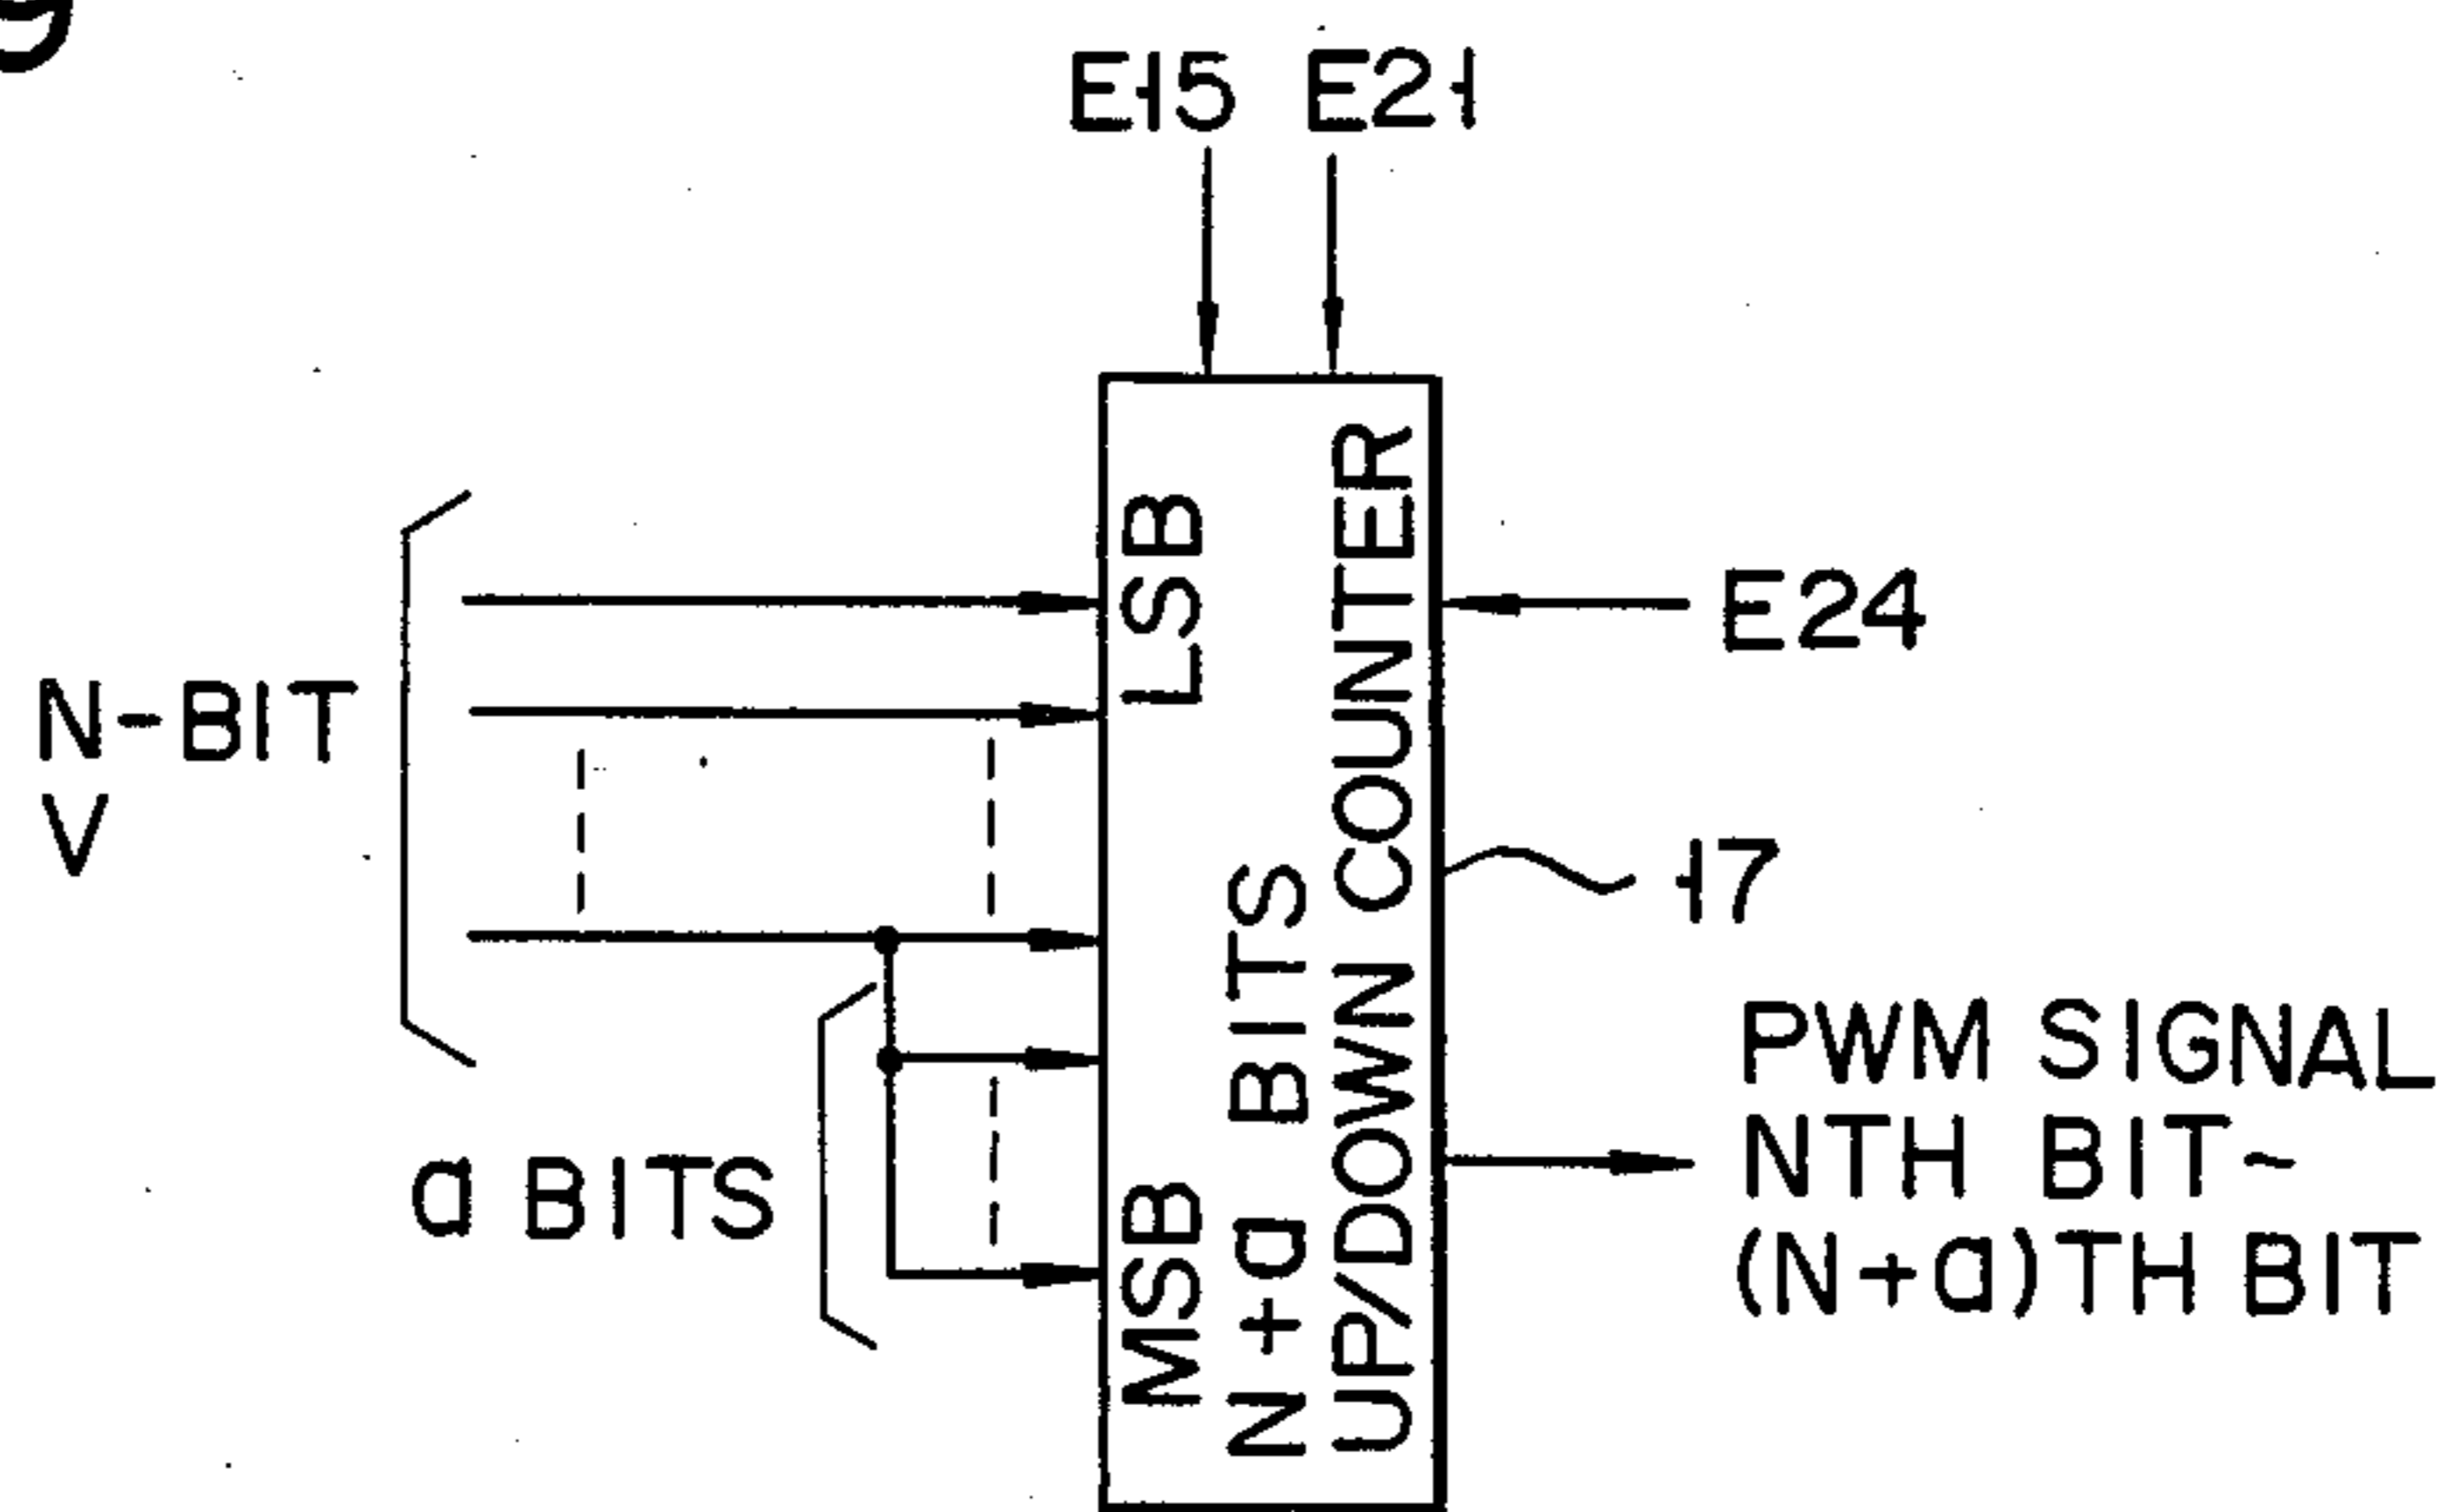 E15 E21
LSB
MSB
N+a BITS
UP/DOWN COUNTER
N-BIT
V
a BITS
E24
17
PWM SIGNAL
NTH BIT~
(N+a)TH BIT